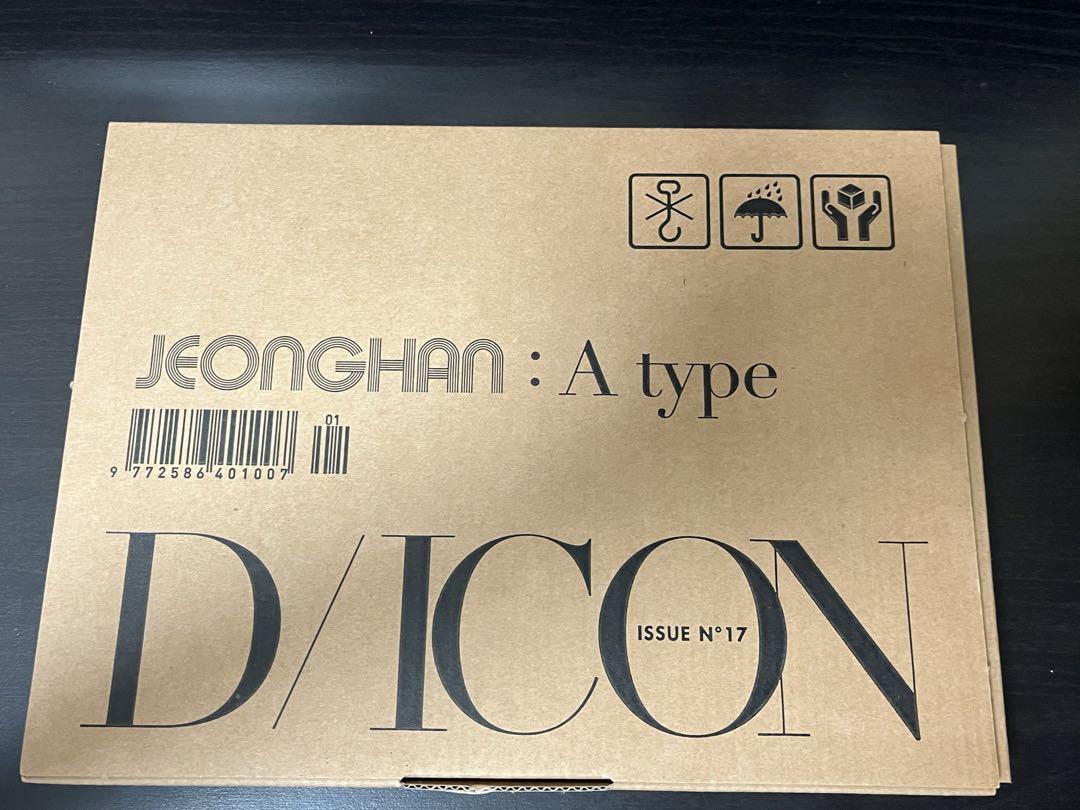 JEONGHAN : A type
01
9 772586 401007
D/ICON
ISSUE N°17